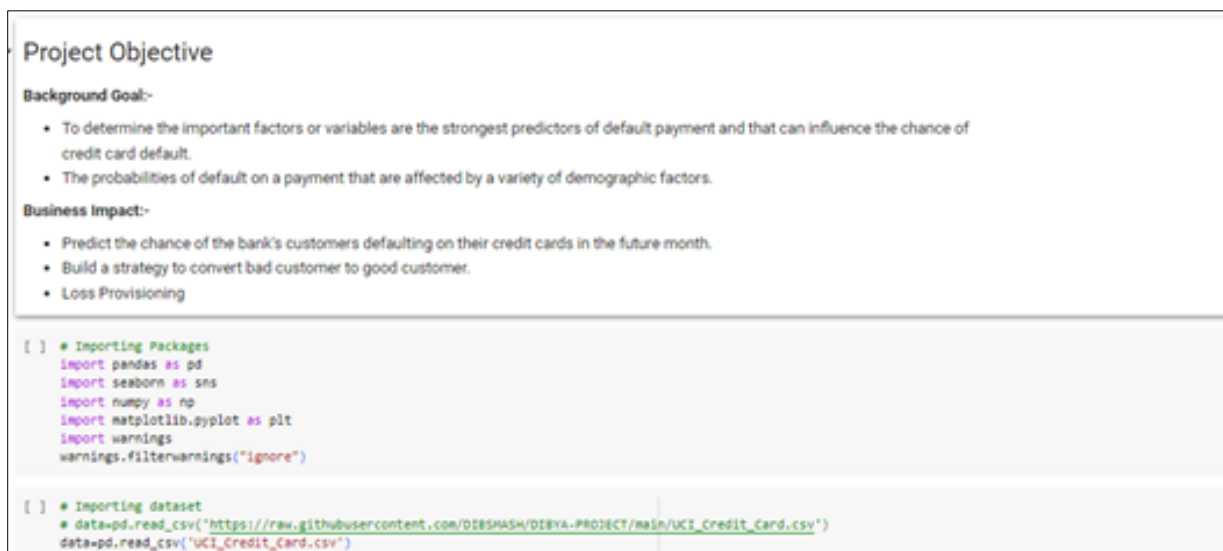 Project Objective
Background Goal:-
• To determine the important factors or variables are the strongest predictors of default payment and that can influence the chance of
credit card default.
• The probabilities of default on a payment that are affected by a variety of demographic factors.
Business Impact:-
• Predict the chance of the bank's customers defaulting on their credit cards in the future month.
• Build a strategy to convert bad customer to good customer.
• Loss Provisioning
[ ] # Importing Packages
import pandas as pd
import seaborn as sns
import numpy as np
import matplotlib.pyplot as plt
import warnings
warnings.filterwarnings("ignore")
[ ] # Importing dataset
# data=pd.read_csv('https://raw.githubusercontent.com/DIBSMASH/DIBYA-PROJECT/main/UCI_Credit_Card.csv')
data=pd.read_csv('UCI_Credit_Card.csv')